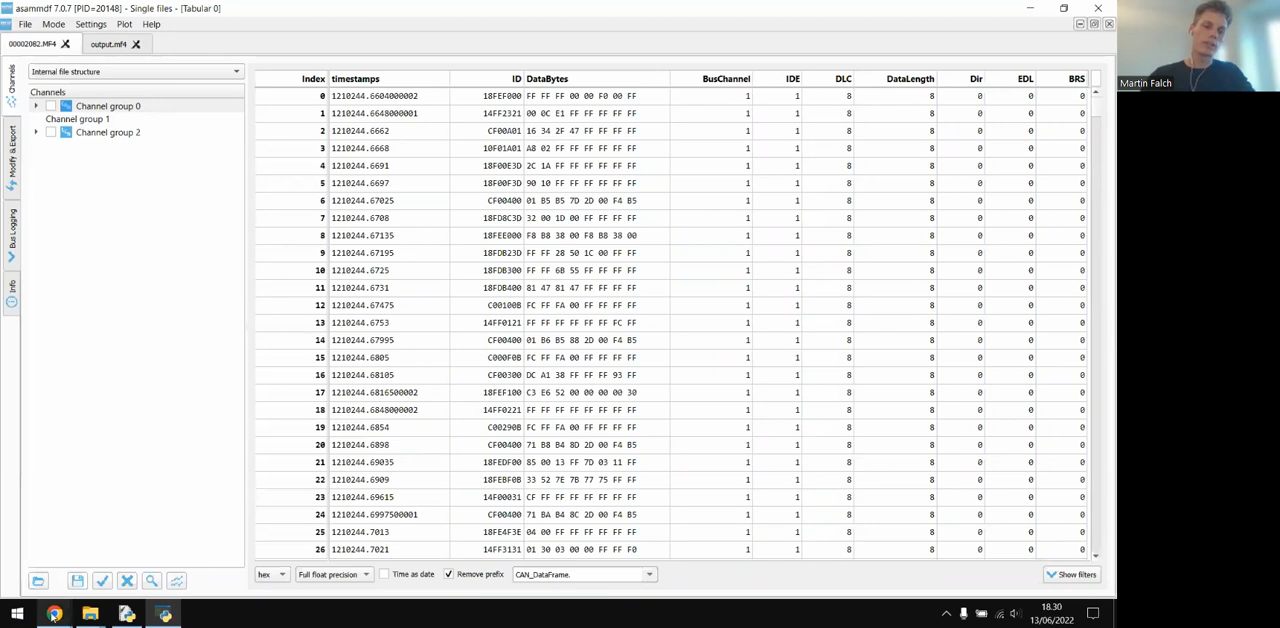 asammdf 7.0.7 [PID=20148] - Single files - [Tabular 0]
File Mode Settings Plot Help
00002082.MF4 output.mf4
Channels
Modify & Export
Bus Logging
Info
Internal file structure
Channels
Channel group 0
Channel group 1
Channel group 2
Index timestamps ID DataBytes BusChannel IDE DLC DataLength Dir EDL BRS
0 1210244.6604000002 18FEF000 FF FF FF 00 00 F0 00 FF 1 1 8 8 0 0 0
1 1210244.6648000001 14FF2321 00 0C E1 FF FF FF FF FF 1 1 8 8 0 0 0
2 1210244.6662 CF00A01 16 34 2F 47 FF FF FF FF 1 1 8 8 0 0 0
3 1210244.6668 10F01A01 A8 02 FF FF FF FF FF FF 1 1 8 8 0 0 0
4 1210244.6691 18F00E3D 2C 1A FF FF FF FF FF FF 1 1 8 8 0 0 0
5 1210244.6697 18F00F3D 90 10 FF FF FF FF FF FF 1 1 8 8 0 0 0
6 1210244.67025 CF00400 01 B5 B5 7D 2D 00 F4 B5 1 1 8 8 0 0 0
7 1210244.6708 18FD8C3D 32 00 1D 00 FF FF FF FF 1 1 8 8 0 0 0
8 1210244.67135 18FEE000 F8 B8 38 00 F8 B8 38 00 1 1 8 8 0 0 0
9 1210244.67195 18FDB23D FF FF 28 50 1C 00 FF FF 1 1 8 8 0 0 0
10 1210244.6725 18FDB300 FF FF 6B 55 FF FF FF FF 1 1 8 8 0 0 0
11 1210244.6731 18FDB400 81 47 81 47 FF FF FF FF 1 1 8 8 0 0 0
12 1210244.67475 C00100B FC FF FA 00 FF FF FF FF 1 1 8 8 0 0 0
13 1210244.6753 14FF0121 FF FF FF FF FF FF FC FF 1 1 8 8 0 0 0
14 1210244.67995 CF00400 01 B6 B5 88 2D 00 F4 B5 1 1 8 8 0 0 0
15 1210244.6805 C000F0B FC FF FA 00 FF FF FF FF 1 1 8 8 0 0 0
16 1210244.68105 CF00300 DC A1 38 FF FF FF 93 FF 1 1 8 8 0 0 0
17 1210244.6816500002 18FEF100 C3 E6 52 00 00 00 00 30 1 1 8 8 0 0 0
18 1210244.6848000002 14FF0221 FF FF FF FF FF FF FF FF 1 1 8 8 0 0 0
19 1210244.6854 C00290B FC FF FA 00 FF FF FF FF 1 1 8 8 0 0 0
20 1210244.6898 CF00400 71 B8 B4 8D 2D 00 F4 B5 1 1 8 8 0 0 0
21 1210244.69035 18FEDF00 85 00 13 FF 7D 03 11 FF 1 1 8 8 0 0 0
22 1210244.6909 18FEBF0B 33 52 7E 7B 77 75 FF FF 1 1 8 8 0 0 0
23 1210244.69615 14F00031 CF FF FF FF FF FF FF FF 1 1 8 8 0 0 0
24 1210244.6997500001 CF00400 71 BA B4 8C 2D 00 F4 B5 1 1 8 8 0 0 0
25 1210244.7013 18FE4F3E 04 00 FF FF FF FF FF FF 1 1 8 8 0 0 0
26 1210244.7021 14FF3131 01 30 03 00 00 FF FF F0 1 1 8 8 0 0 0
hex Full float precision Time as date Remove prefix CAN_DataFrame. Show filters
18.30
13/06/2022
Martin Falch